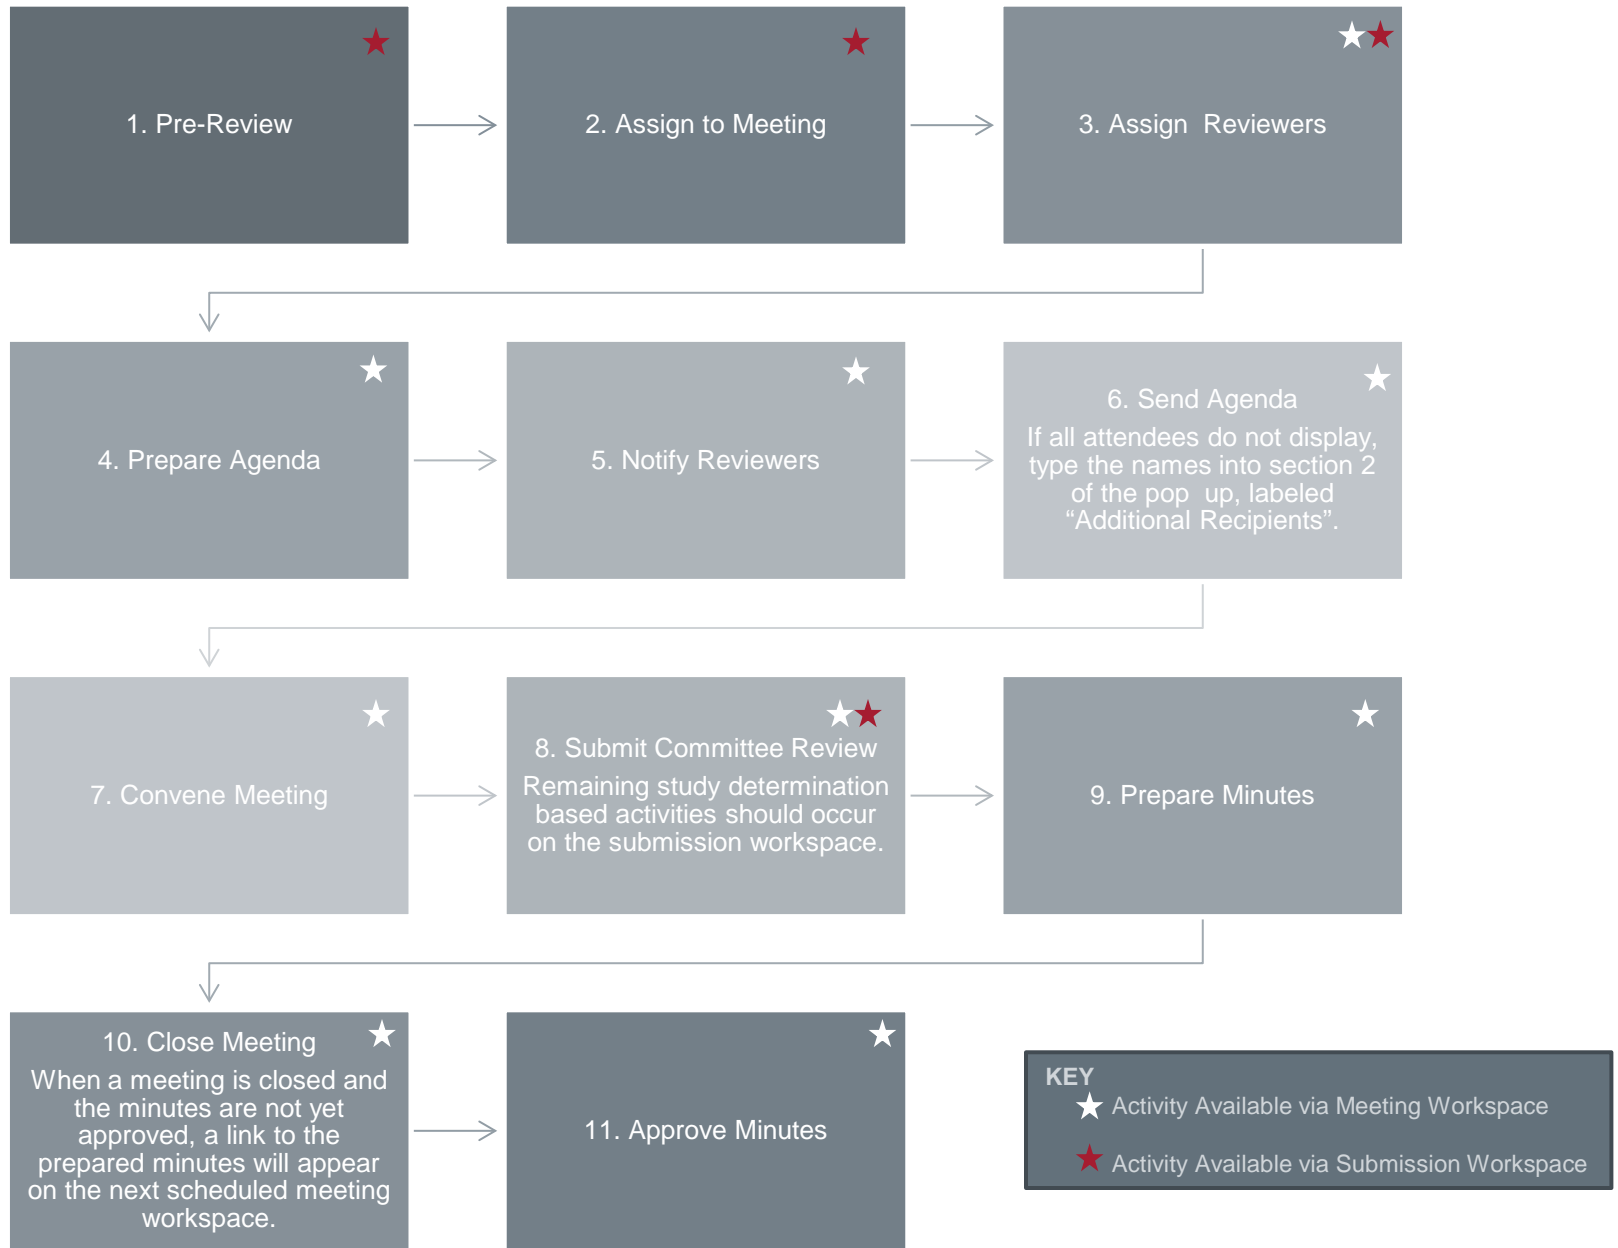 1. Pre-Review
2. Assign to Meeting
3. Assign  Reviewers
4. Prepare Agenda
5. Notify Reviewers
6. Send Agenda
If all attendees do not display,
type the names into section 2
of the pop  up, labeled
“Additional Recipients”.
7. Convene Meeting
8. Submit Committee Review
Remaining study determination
based activities should occur
on the submission workspace.
9. Prepare Minutes
10. Close Meeting
When a meeting is closed and
the minutes are not yet
approved, a link to the
prepared minutes will appear
on the next scheduled meeting
workspace.
11. Approve Minutes
KEY
Activity Available via Meeting Workspace
Activity Available via Submission Workspace